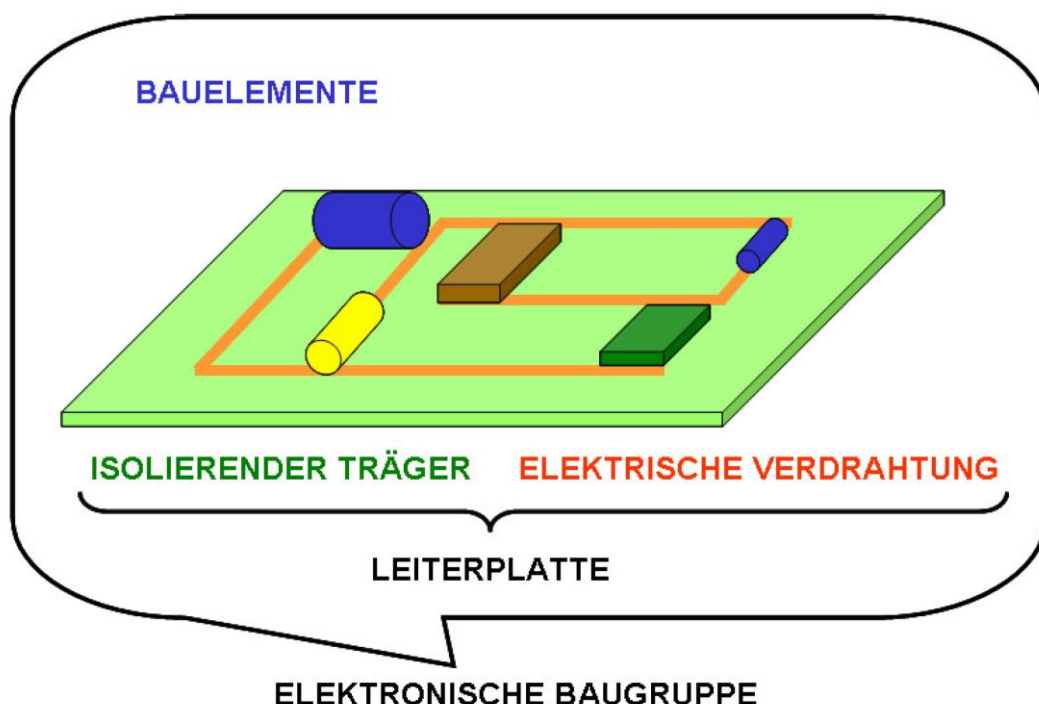 BAUELEMENTE
ISOLIERENDER TRÄGER ELEKTRISCHE VERDRAHTUNG
LEITERPLATTE
ELEKTRONISCHE BAUGRUPPE